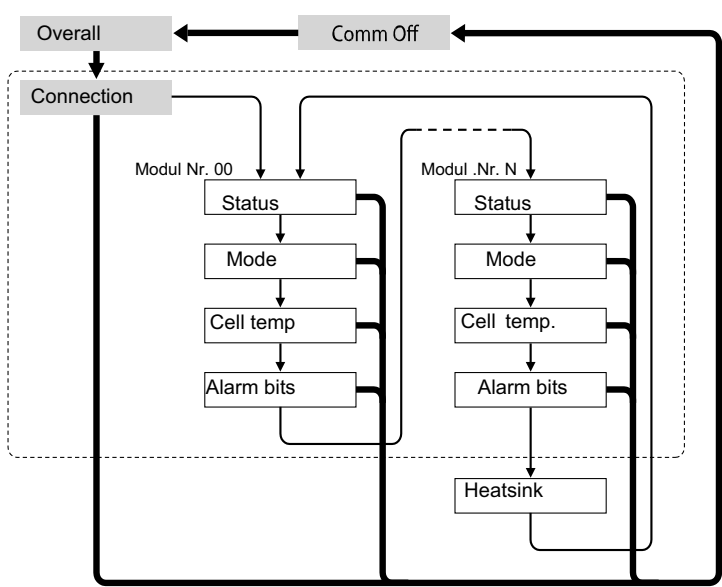 Overall
Comm Off
Connection
Modul Nr. 00
Status
Mode
Cell temp
Alarm bits
Modul .Nr. N
Status
Mode
Cell temp.
Alarm bits
Heatsink